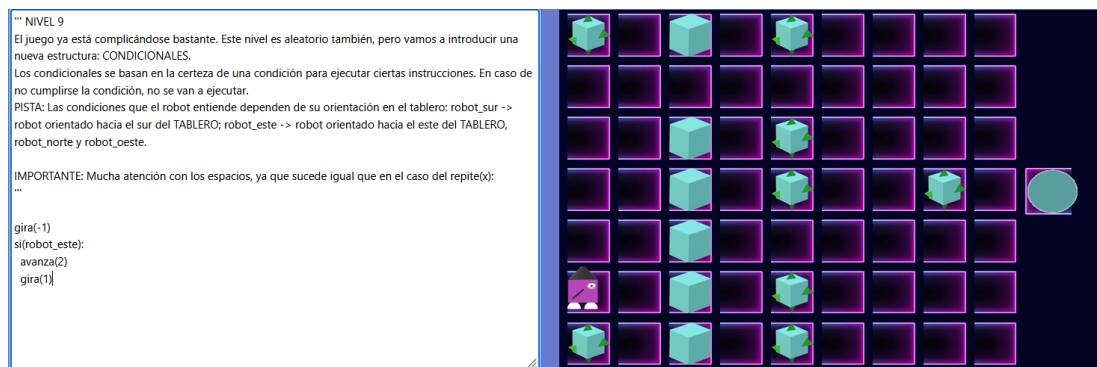 ''' NIVEL 9
El juego ya está complicándose bastante. Este nivel es aleatorio también, pero vamos a introducir una
nueva estructura: CONDICIONALES.
Los condicionales se basan en la certeza de una condición para ejecutar ciertas instrucciones. En caso de
no cumplirse la condición, no se van a ejecutar.
PISTA: Las condiciones que el robot entiende dependen de su orientación en el tablero: robot_sur ->
robot orientado hacia el sur del TABLERO; robot_este -> robot orientado hacia el este del TABLERO,
robot_norte y robot_oeste.

IMPORTANTE: Mucha atención con los espacios, ya que sucede igual que en el caso del repite(x):
'''

gira(-1)
si(robot_este):
  avanza(2)
  gira(1)